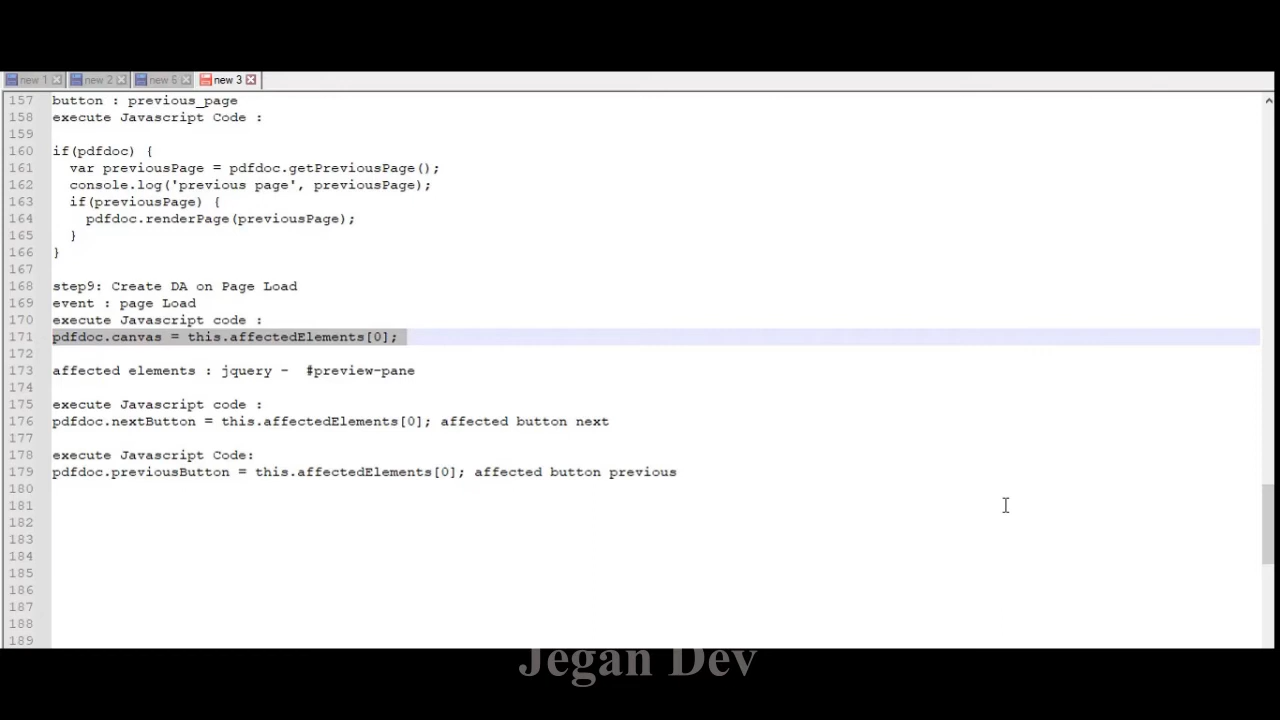 new 1 new 2 new 6 new 3
157 button : previous_page
158 execute Javascript Code :
159
160 if(pdfdoc) {
161 var previousPage = pdfdoc.getPreviousPage();
162 console.log('previous page', previousPage);
163 if(previousPage) {
164 pdfdoc.renderPage(previousPage);
165 }
166 }
167
168 step9: Create DA on Page Load
169 event : page Load
170 execute Javascript code :
171 pdfdoc.canvas = this.affectedElements[0];
172
173 affected elements : jquery -  #preview-pane
174
175 execute Javascript code :
176 pdfdoc.nextButton = this.affectedElements[0]; affected button next
177
178 execute Javascript Code:
179 pdfdoc.previousButton = this.affectedElements[0]; affected button previous
180
181
182
183
184
185
186
187
188
189
Jegan Dev